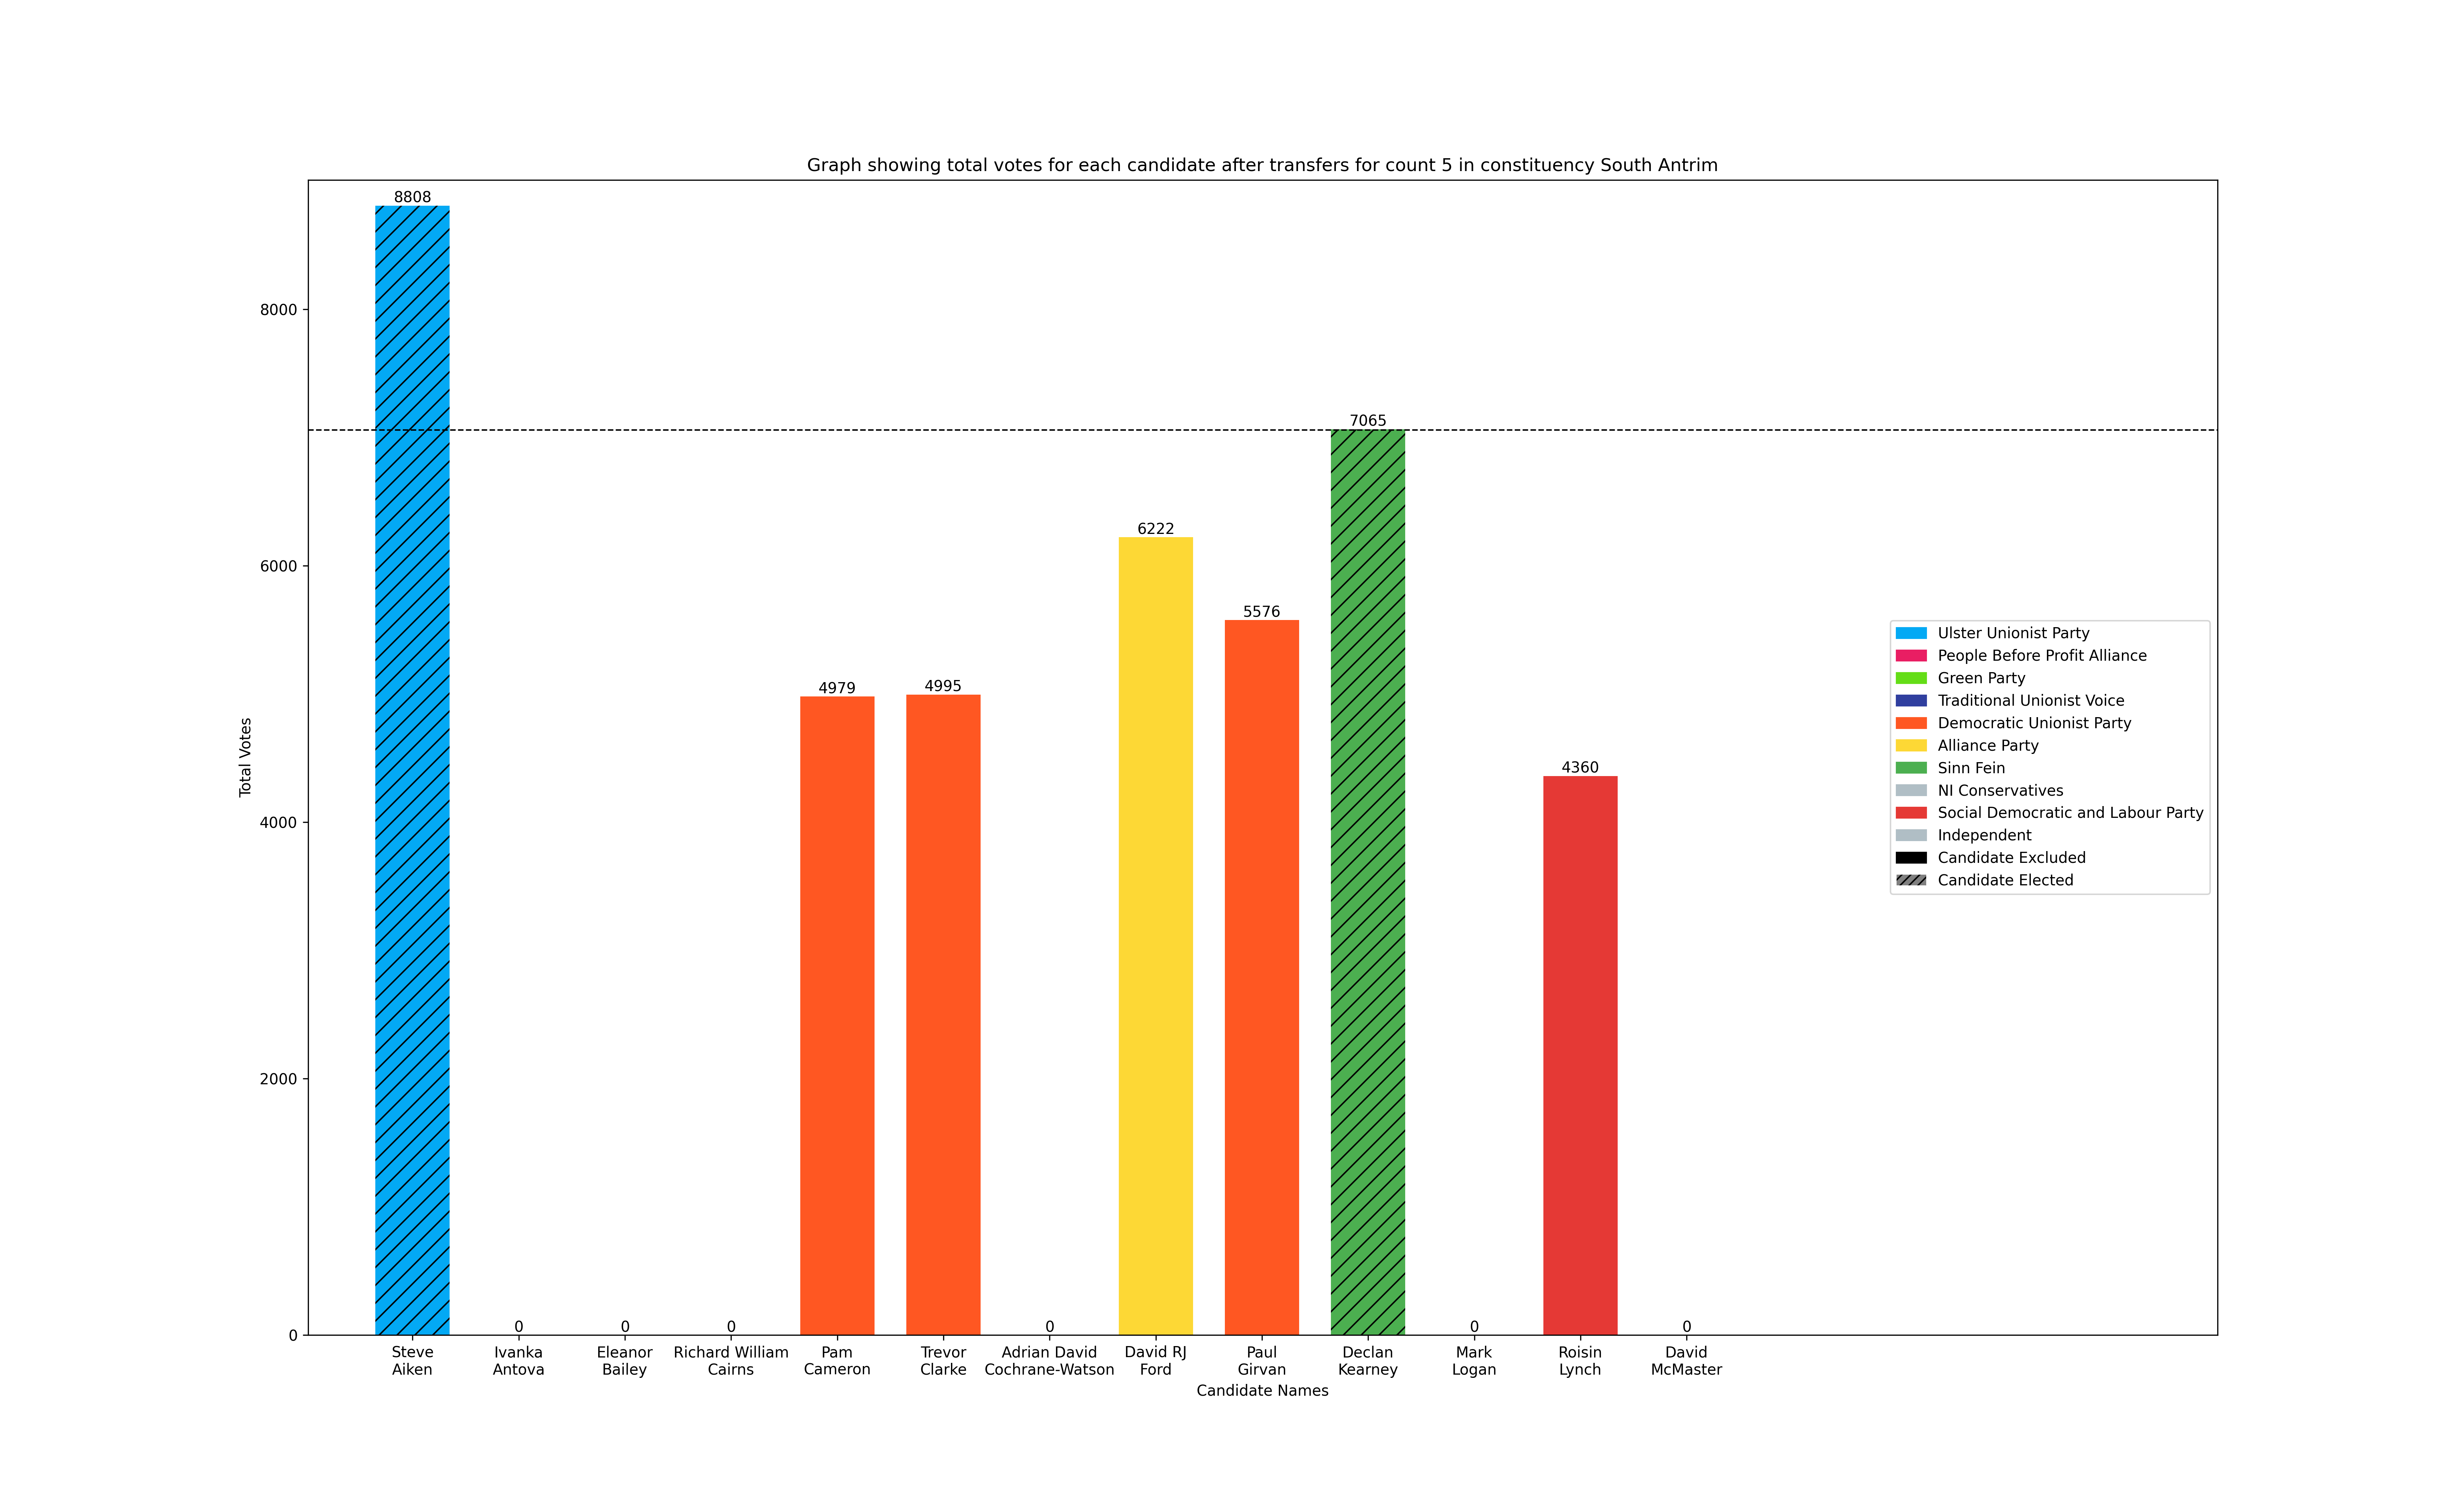 Graph showing total votes for each candidate after transfers for count 5 in constituency South Antrim
Total Votes
8000
6000
4000
2000
0
8808
0
0
0
4979
4995
0
6222
5576
7065
0
4360
0
Steve
Aiken
Ivanka
Antova
Eleanor
Bailey
Richard William
Cairns
Pam
Cameron
Trevor
Clarke
Adrian David
Cochrane-Watson
David RJ
Ford
Paul
Girvan
Declan
Kearney
Mark
Logan
Roisin
Lynch
David
McMaster
Candidate Names
Ulster Unionist Party
People Before Profit Alliance
Green Party
Traditional Unionist Voice
Democratic Unionist Party
Alliance Party
Sinn Fein
NI Conservatives
Social Democratic and Labour Party
Independent
Candidate Excluded
Candidate Elected